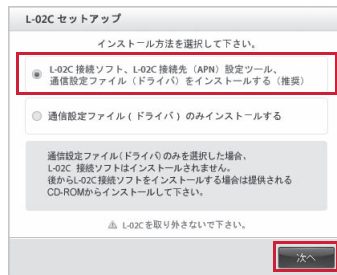 L-02C セットアップ
インストール方法を選択して下さい。
L-02C 接続ソフト、L-02C 接続先（APN）設定ツール、
通信設定ファイル（ドライバ）をインストールする（推奨）
通信設定ファイル ( ドライバ ) のみインストールする
通信設定ファイル（ドライバ）のみを選択した場合、
L-02C 接続ソフトはインストールされません。
後からL-02C接続ソフトをインストールする場合は提供される
CD-ROMからインストールして下さい。
L-02Cを取り外さないで下さい。
次へ